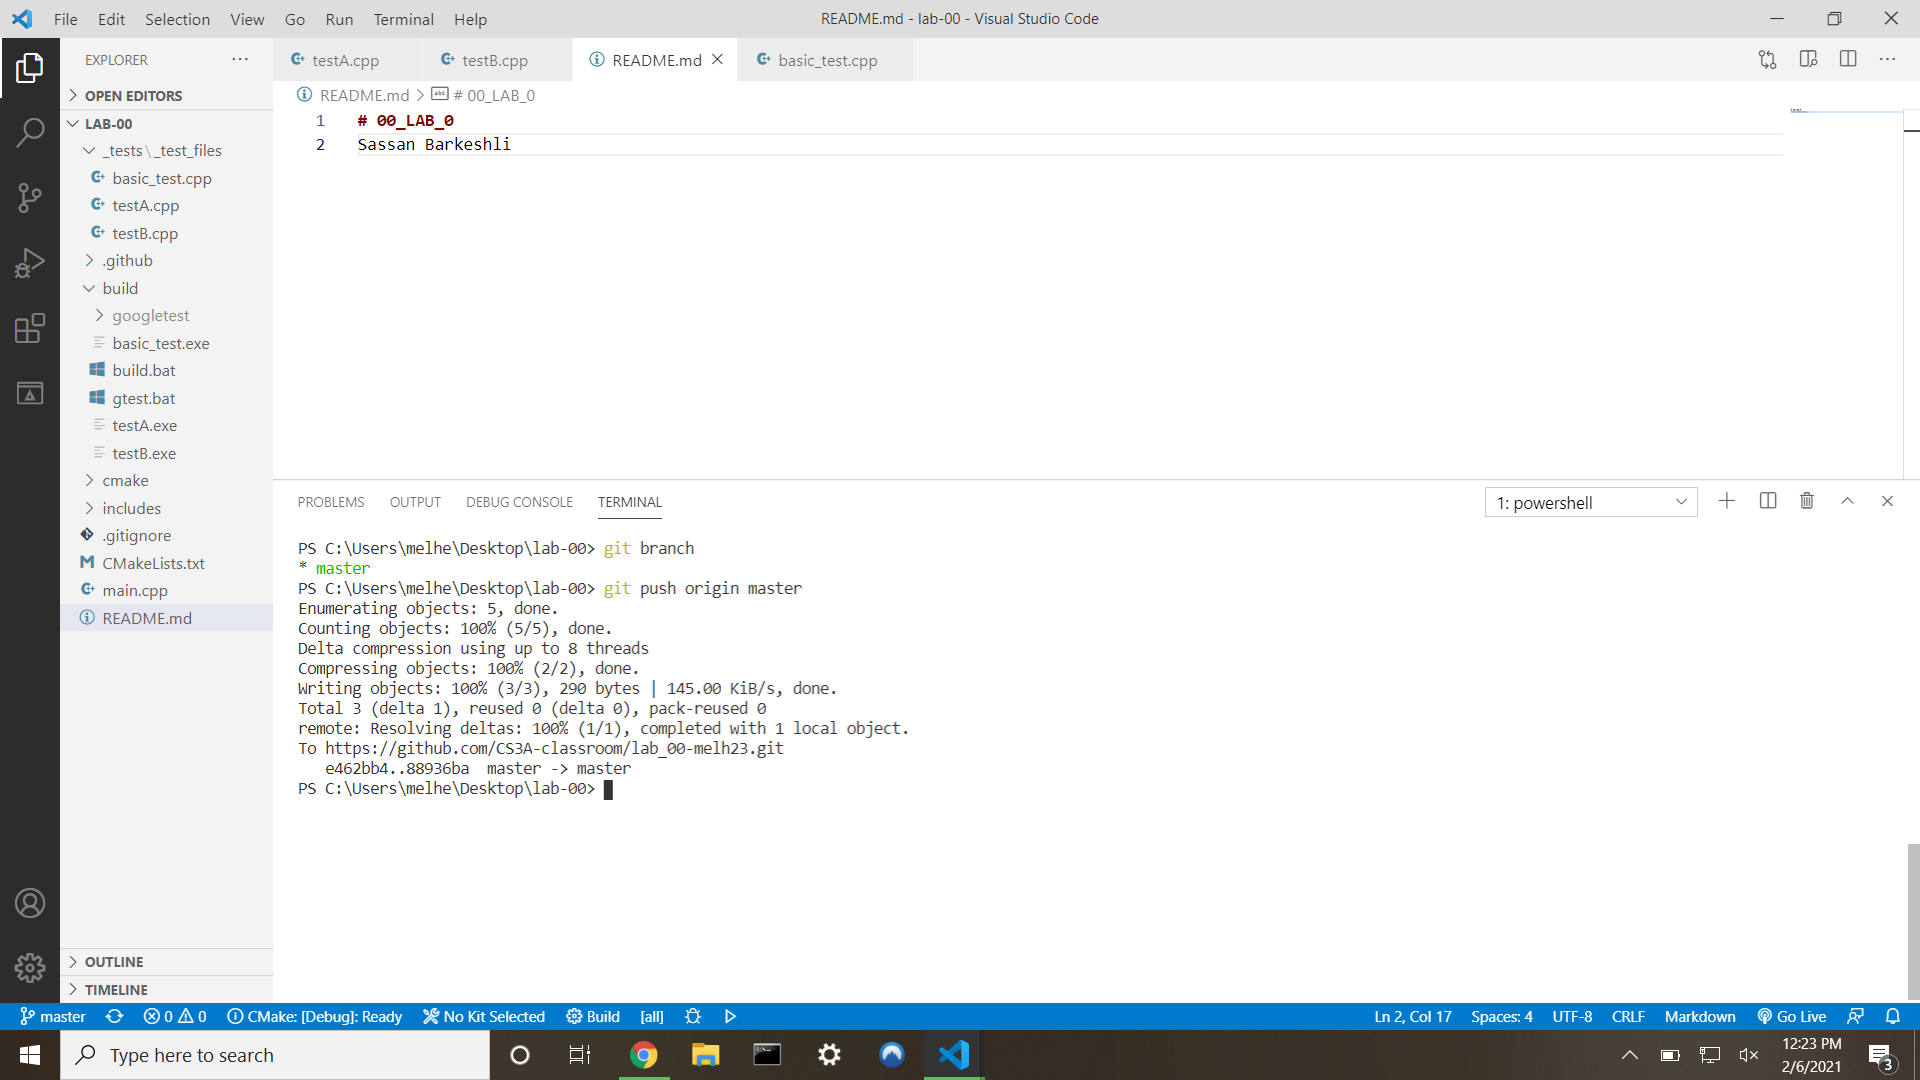 File Edit Selection View Go Run Terminal Help
README.md - lab-00 - Visual Studio Code
EXPLORER
OPEN EDITORS
LAB-00
_tests\_test_files
basic_test.cpp
testA.cpp
testB.cpp
.github
build
googletest
basic_test.exe
build.bat
gtest.bat
testA.exe
testB.exe
cmake
includes
.gitignore
CMakeLists.txt
main.cpp
README.md
OUTLINE
TIMELINE
testA.cpp testB.cpp README.md basic_test.cpp
README.md > # 00_LAB_0
1 # 00_LAB_0
2 Sassan Barkeshli
PROBLEMS OUTPUT DEBUG CONSOLE TERMINAL
1: powershell
PS C:\Users\melhe\Desktop\lab-00> git branch
* master
PS C:\Users\melhe\Desktop\lab-00> git push origin master
Enumerating objects: 5, done.
Counting objects: 100% (5/5), done.
Delta compression using up to 8 threads
Compressing objects: 100% (2/2), done.
Writing objects: 100% (3/3), 290 bytes | 145.00 KiB/s, done.
Total 3 (delta 1), reused 0 (delta 0), pack-reused 0
remote: Resolving deltas: 100% (1/1), completed with 1 local object.
To https://github.com/CS3A-classroom/lab_00-melh23.git
e462bb4..88936ba master -> master
PS C:\Users\melhe\Desktop\lab-00>
master 0 0 CMake: [Debug]: Ready No Kit Selected Build [all]
Ln 2, Col 17 Spaces: 4 UTF-8 CRLF Markdown Go Live
Type here to search
12:23 PM
2/6/2021
3